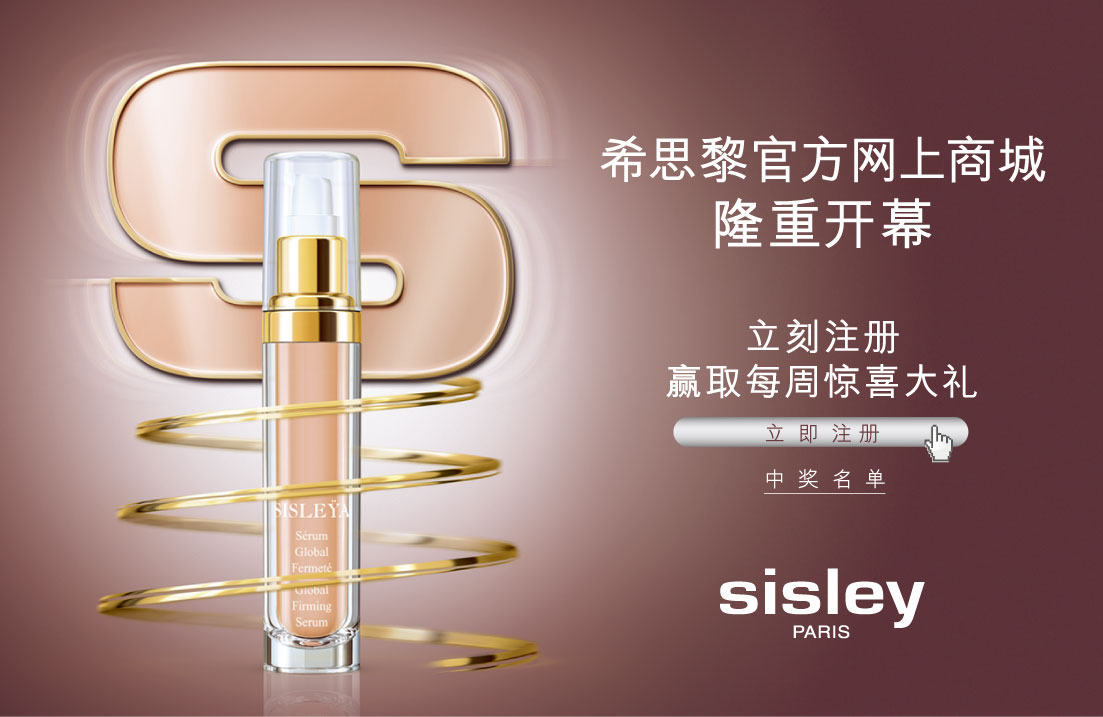 希思黎官方网上商城
隆重开幕
立刻注册
赢取每周惊喜大礼
立即注册
中奖名单
SISLEŸA
Sérum
Global
Fermeté
Global
Firming
Serum
sisley
PARIS